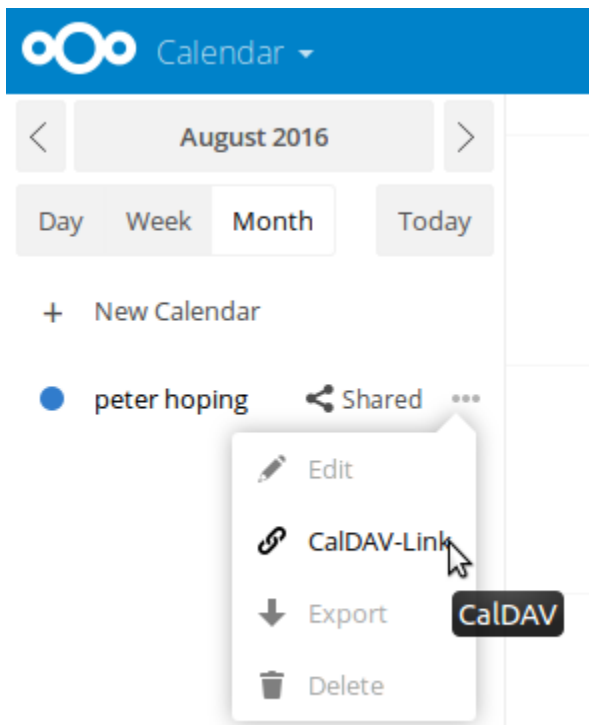 Calendar
August 2016
Day Week Month Today
+ New Calendar
peter hoping Shared
Edit
CalDAV-Link
Export
CalDAV
Delete